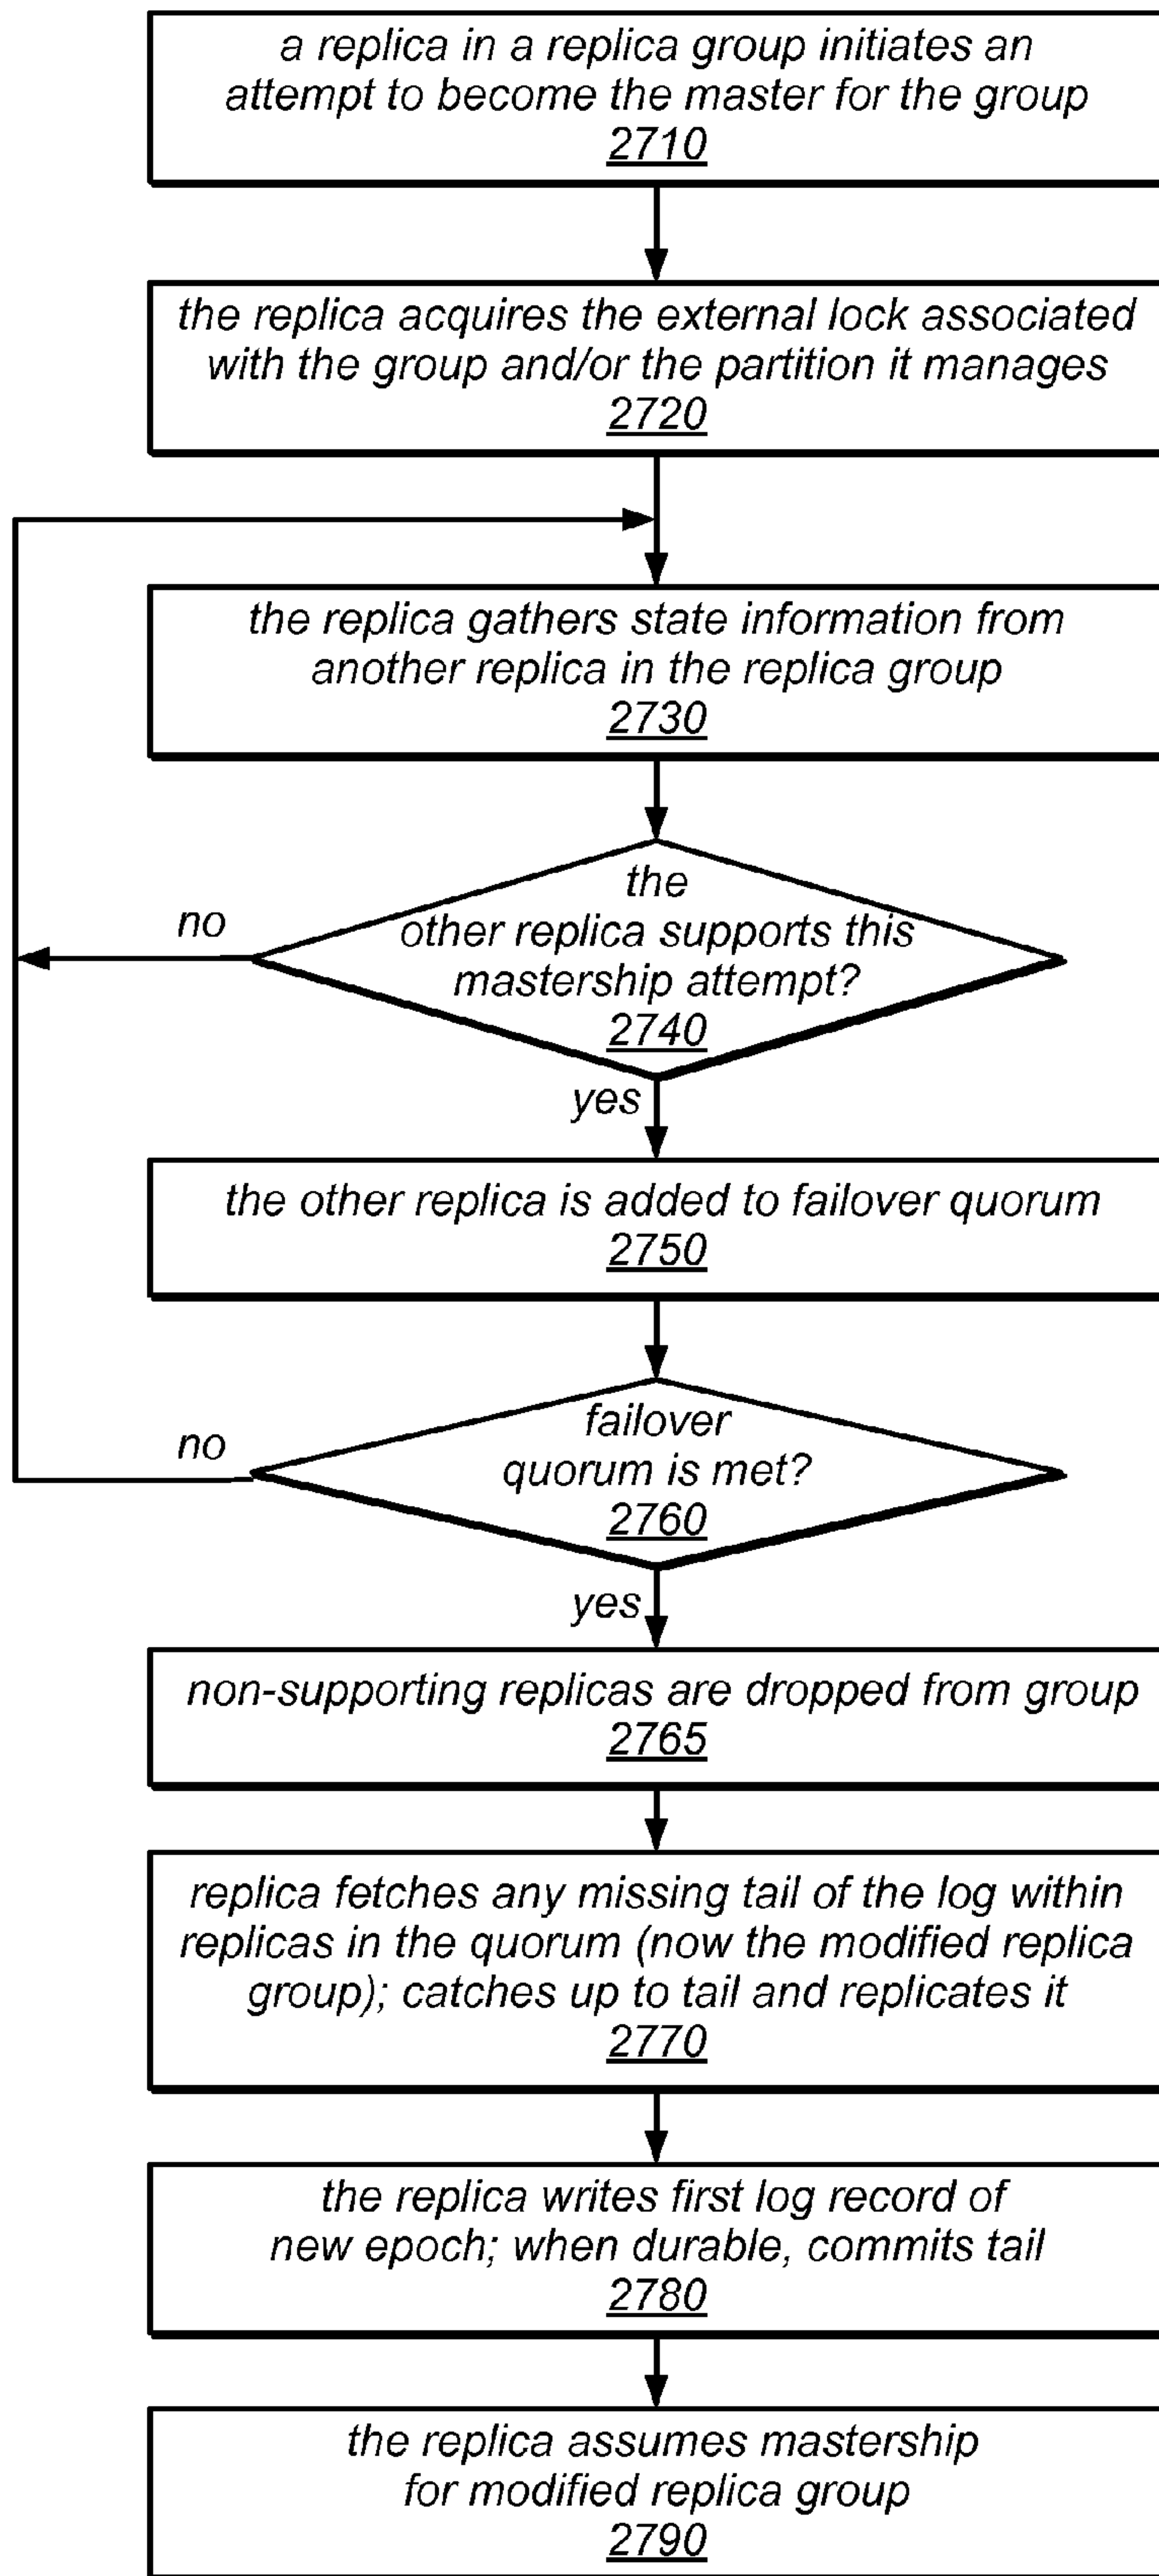 a replica in a replica group initiates an
attempt to become the master for the group
2710
the replica acquires the external lock associated
with the group and/or the partition it manages
2720
the replica gathers state information from
another replica in the replica group
2730
the
other replica supports this
mastership attempt?
2740
no
yes
the other replica is added to failover quorum
2750
failover
quorum is met?
2760
no
yes
non-supporting replicas are dropped from group
2765
replica fetches any missing tail of the log within
replicas in the quorum (now the modified replica
group); catches up to tail and replicates it
2770
the replica writes first log record of
new epoch; when durable, commits tail
2780
the replica assumes mastership
for modified replica group
2790